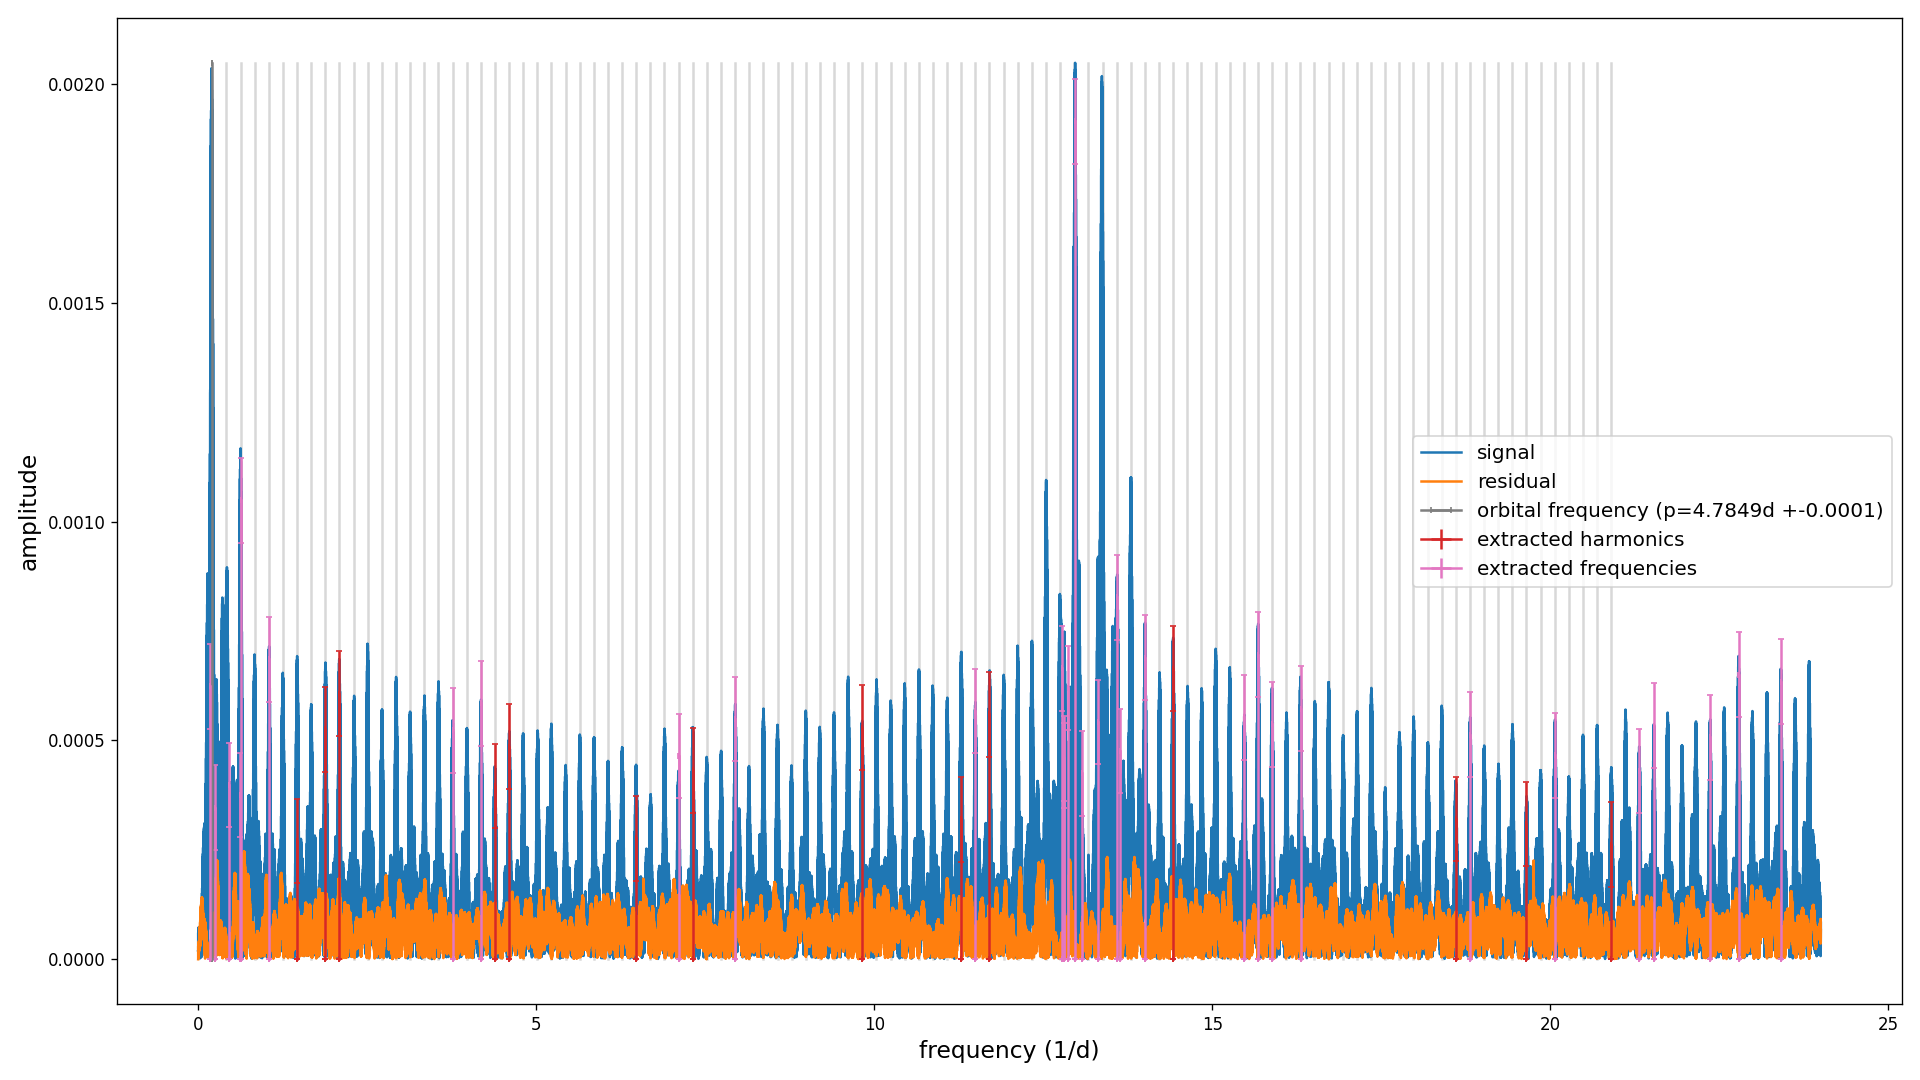 0.0020
0.0015
0.0010
0.0005
0.0000
amplitude
signal
residual
orbital frequency (p=4.7849d +-0.0001)
extracted harmonics
extracted frequencies
0 5 10 15 20 25
frequency (1/d)